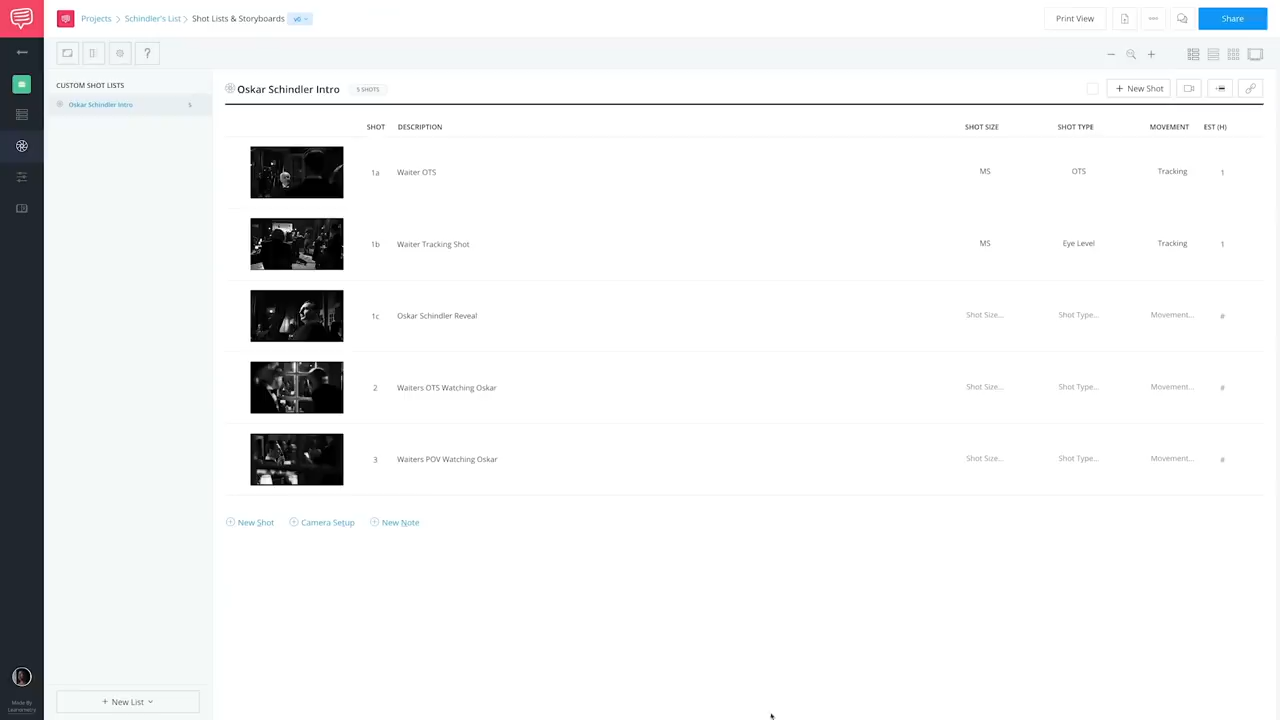 Projects > Schindler's List > Shot Lists & Storyboards v0
Print View
Share
?
CUSTOM SHOT LISTS
Oskar Schindler Intro 5
Oskar Schindler Intro 5 SHOTS
+ New Shot
SHOT DESCRIPTION SHOT SIZE SHOT TYPE MOVEMENT EST (H)
1a Waiter OTS MS OTS Tracking 1
1b Waiter Tracking Shot MS Eye Level Tracking 1
1c Oskar Schindler Reveal Shot Size... Shot Type... Movement... #
2 Waiters OTS Watching Oskar Shot Size... Shot Type... Movement... #
3 Waiters POV Watching Oskar Shot Size... Shot Type... Movement... #
New Shot Camera Setup New Note
+ New List
Made By
Leanometry